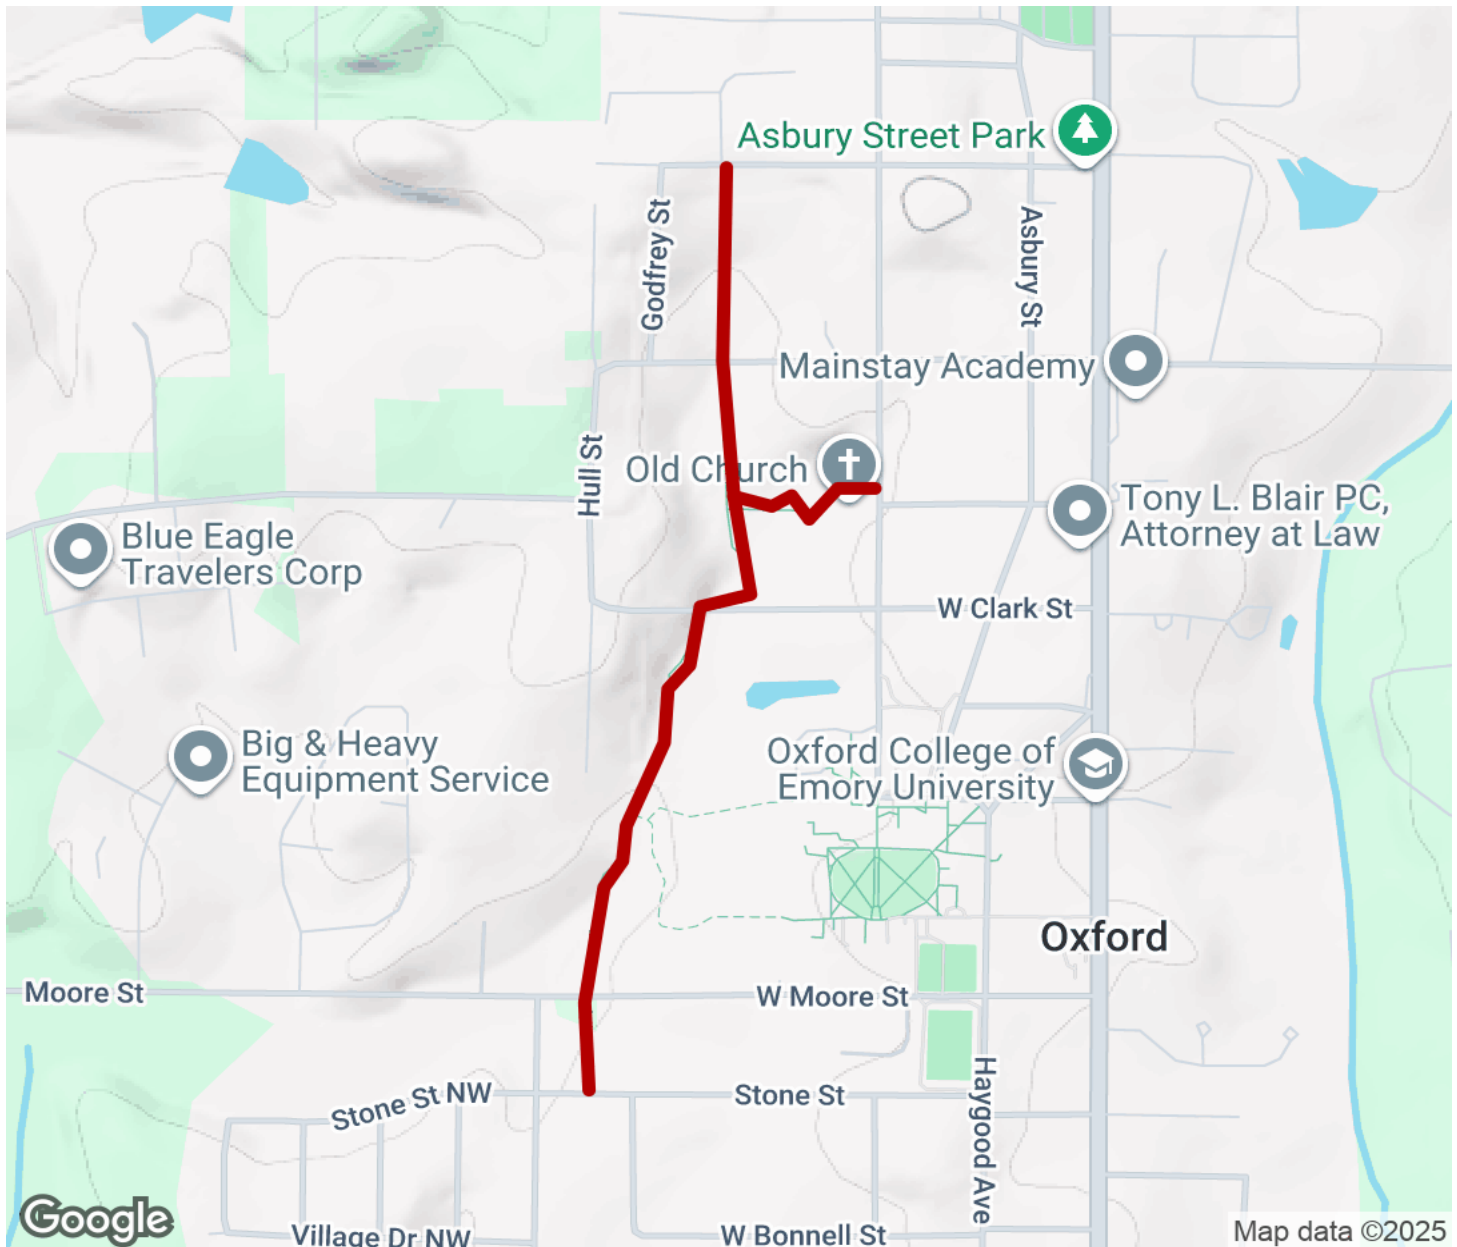 Asbury Street Park
Godfrey St
Asbury St
Mainstay Academy
Hull St
Old Church
Tony L. Blair PC,
Attorney at Law
Blue Eagle
Travelers Corp
W Clark St
Big & Heavy
Equipment Service
Oxford College of
Emory University
Oxford
Moore St
W Moore St
Stone St NW
Stone St
Haygood Ave
Google
Village Dr NW
W Bonnell St
Map data ©2025